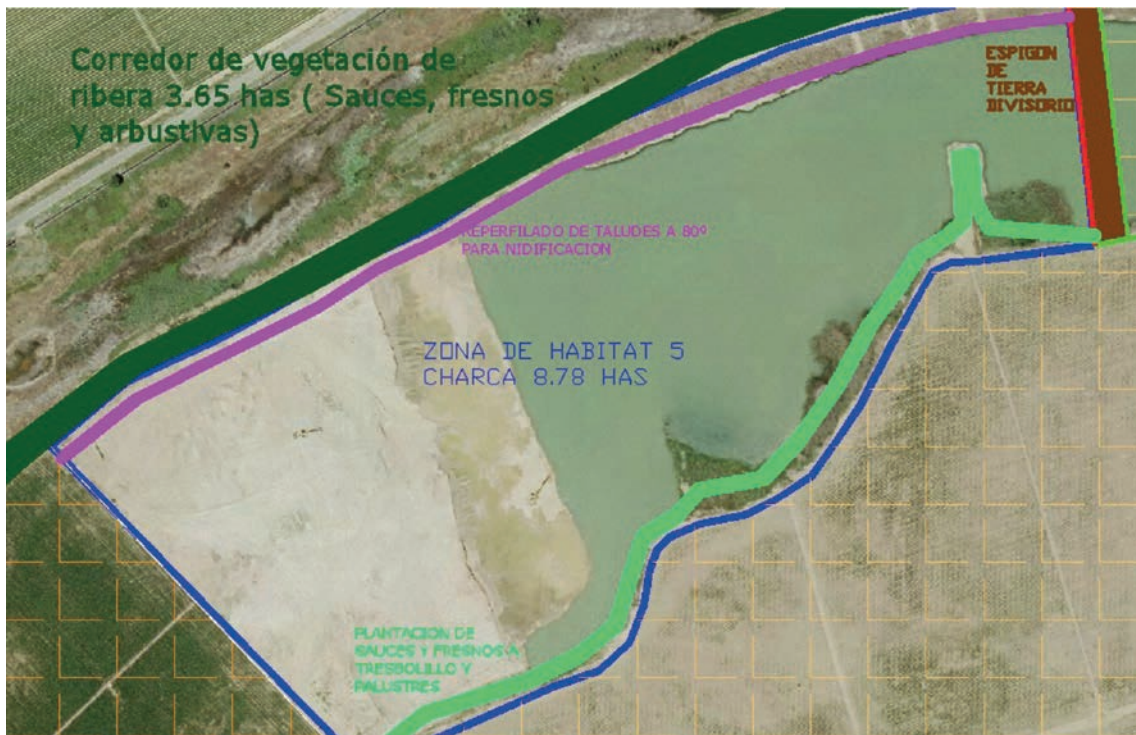 Corredor de vegetación de
ribera 3.65 has ( Sauces, fresnos
y arbustivas)
ESPIGON
DE
TIERRA
DIVISORIO
REPERFILADO DE TALUDES A 80º
PARA NIDIFICACION
ZONA DE HABITAT 5
CHARCA 8.78 HAS
PLANTACION DE
SAUCES Y FRESNOS A
TRESBOLILLO Y
PALUSTRES